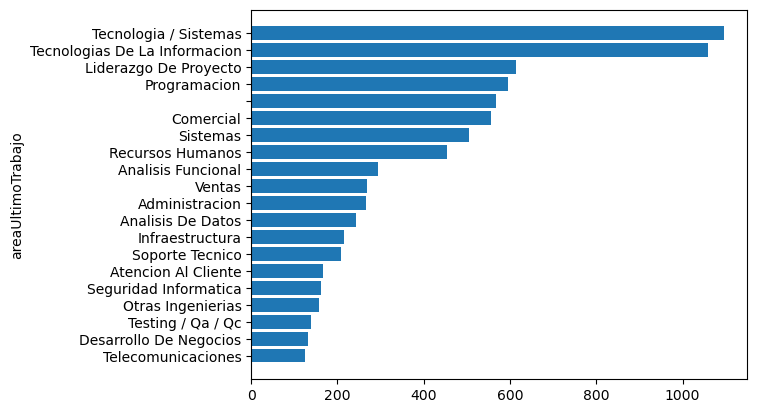 Tecnologia / Sistemas
Tecnologias De La Informacion
Liderazgo De Proyecto
Programacion
Comercial
Sistemas
Recursos Humanos
Analisis Funcional
Ventas
Administracion
Analisis De Datos
Infraestructura
Soporte Tecnico
Atencion Al Cliente
Seguridad Informatica
Otras Ingenierias
Testing / Qa / Qc
Desarrollo De Negocios
Telecomunicaciones
areaUltimoTrabajo
0 200 400 600 800 1000